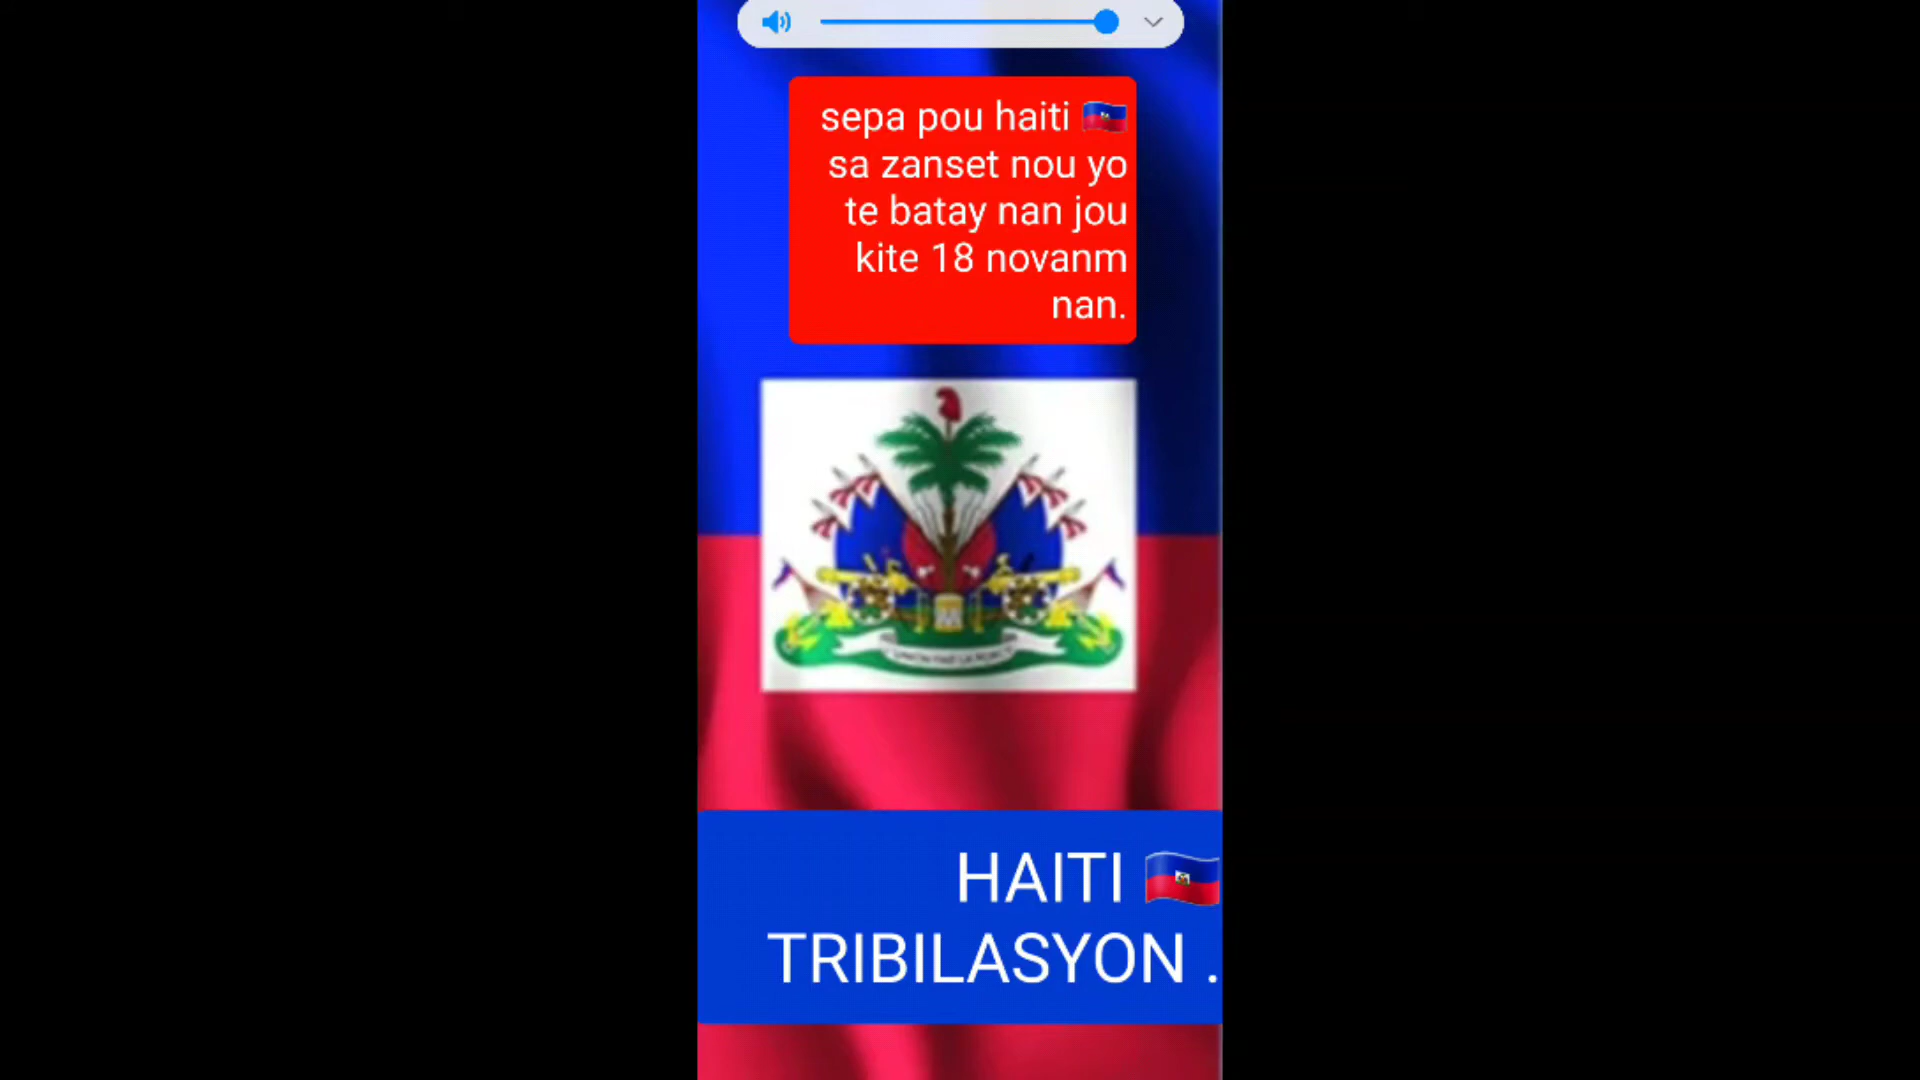 sepa pou haiti 🇭🇹
sa zanset nou yo
te batay nan jou
kite 18 novanm
nan.
HAITI 🇭🇹
TRIBILASYON .